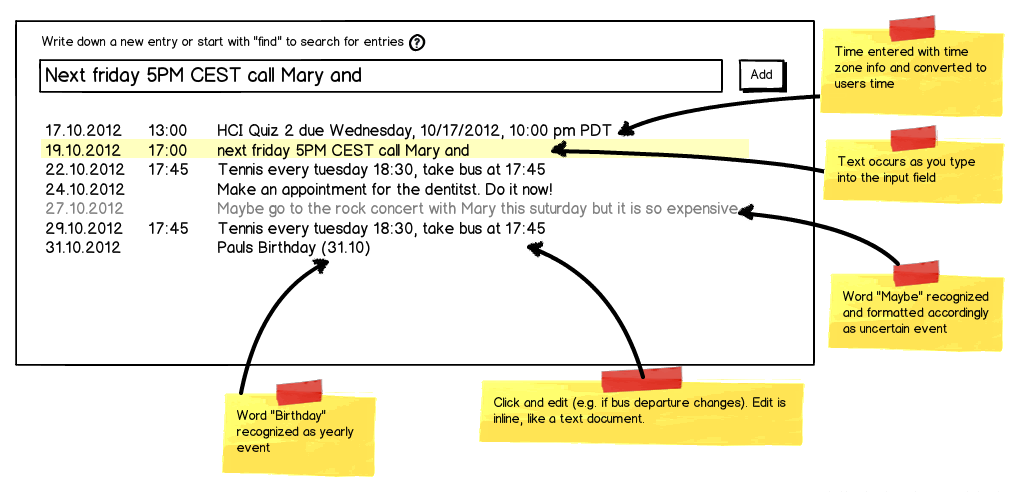 Write down a new entry or start with "find" to search for entries ?
Next friday 5PM CEST call Mary and
Add
17.10.2012 13:00 HCI Quiz 2 due Wednesday, 10/17/2012, 10:00 pm PDT
19.10.2012 17:00 next friday 5PM CEST call Mary and
22.10.2012 17:45 Tennis every tuesday 18:30, take bus at 17:45
24.10.2012 Make an appointment for the dentitst. Do it now!
27.10.2012 Maybe go to the rock concert with Mary this suturday but it is so expensive
29.10.2012 17:45 Tennis every tuesday 18:30, take bus at 17:45
31.10.2012 Pauls Birthday (31.10)
Time entered with time
zone info and converted to
users time
Text occurs as you type
into the input field
Word "Maybe" recognized
and formatted accordingly
as uncertain event
Click and edit (e.g. if bus departure changes). Edit is
inline, like a text document.
Word "Birthday"
recognized as yearly
event